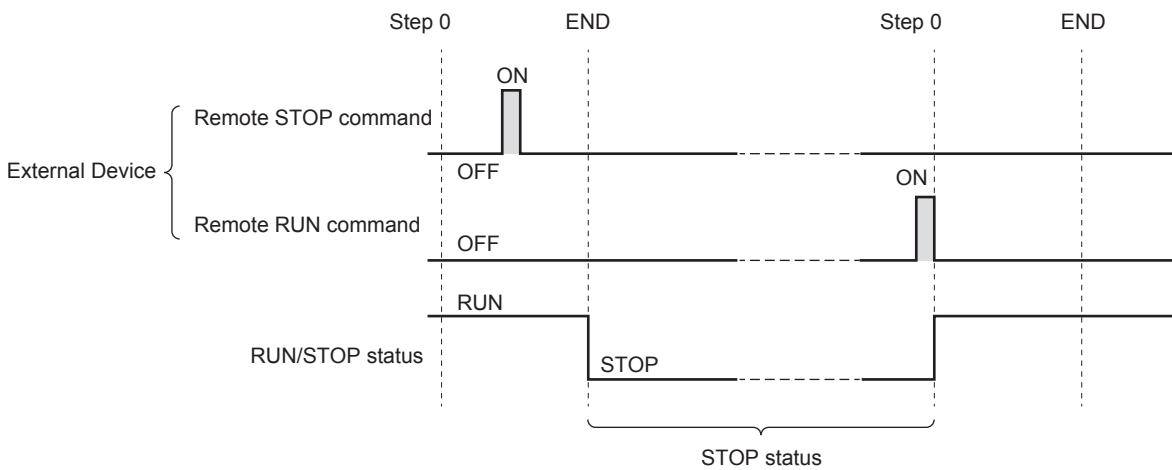 Step 0 END Step 0 END
ON
Remote STOP command
OFF
External Device
ON
Remote RUN command
OFF
RUN
RUN/STOP status
STOP
STOP status